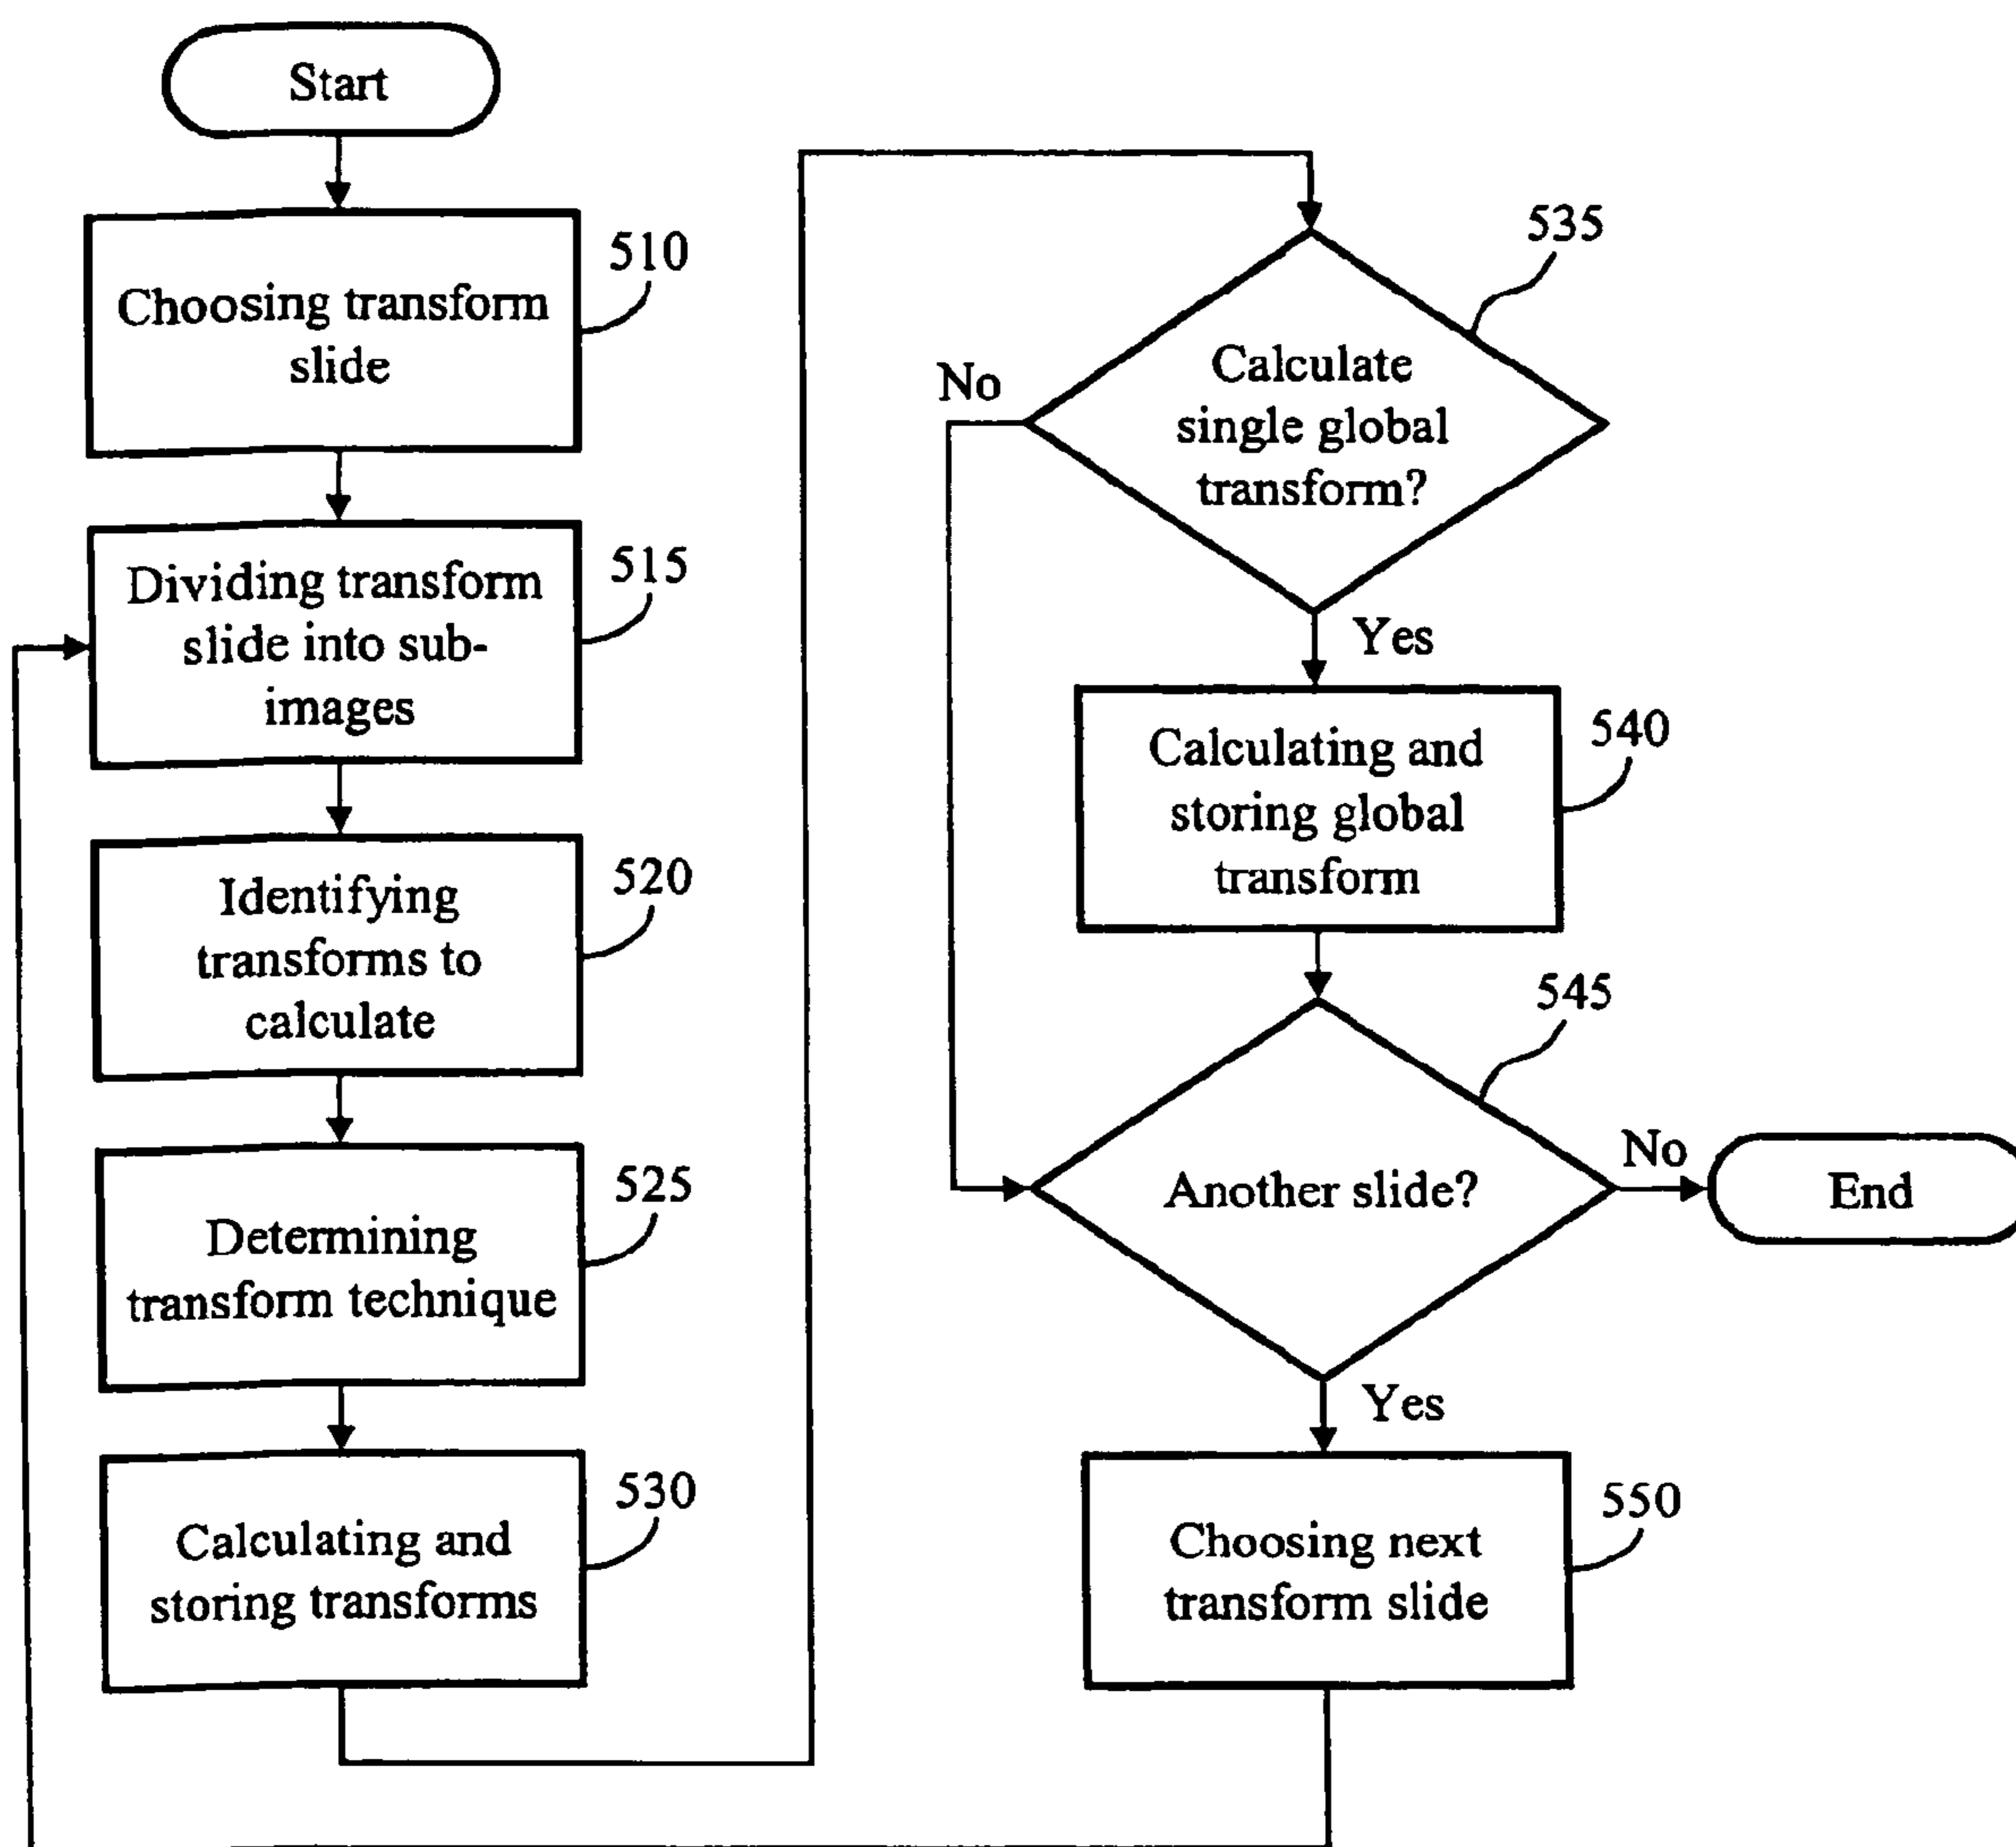 Start
Choosing transform
slide
510
Dividing transform
slide into sub-
images
515
Identifying
transforms to
calculate
520
Determining
transform technique
525
Calculating and
storing transforms
530
Calculate
single global
transform?
535
No
Yes
Calculating and
storing global
transform
540
Another slide?
545
No
End
Yes
Choosing next
transform slide
550